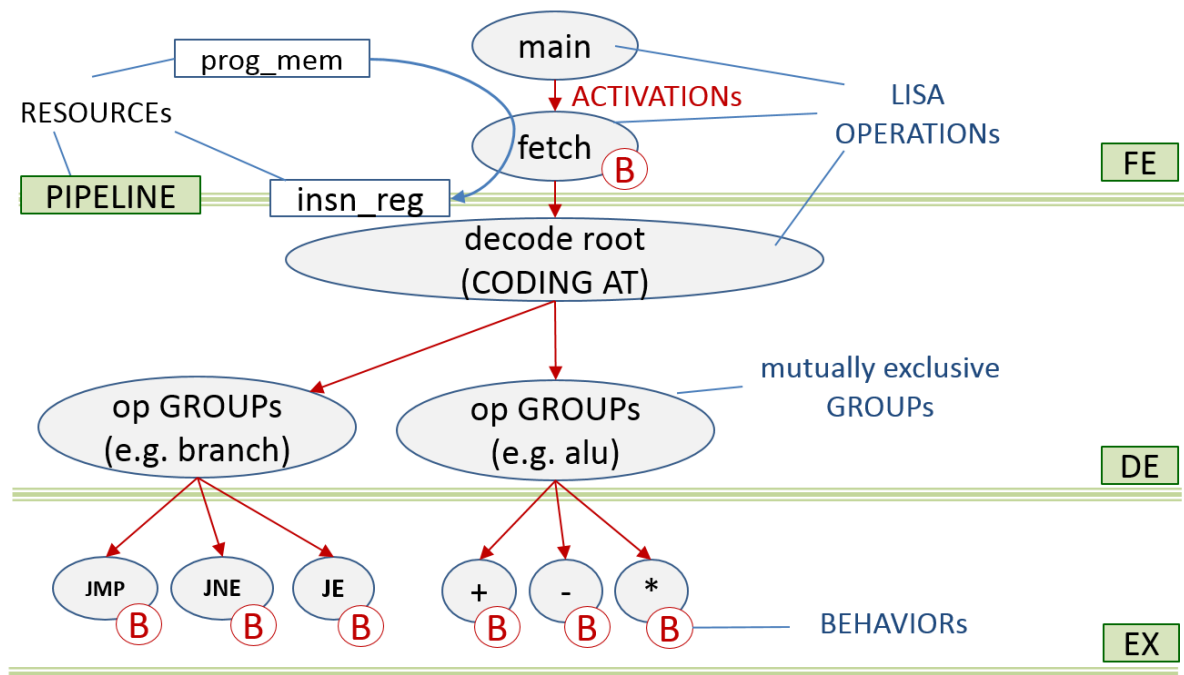 main
prog_mem
ACTIVATIONs
LISA
OPERATIONs
RESOURCEs
fetch
B
FE
PIPELINE
insn_reg
decode root
(CODING AT)
mutually exclusive
GROUPs
op GROUPs
(e.g. branch)
op GROUPs
(e.g. alu)
DE
JMP
B
JNE
B
JE
B
+
B
-
B
*
B
BEHAVIORs
EX